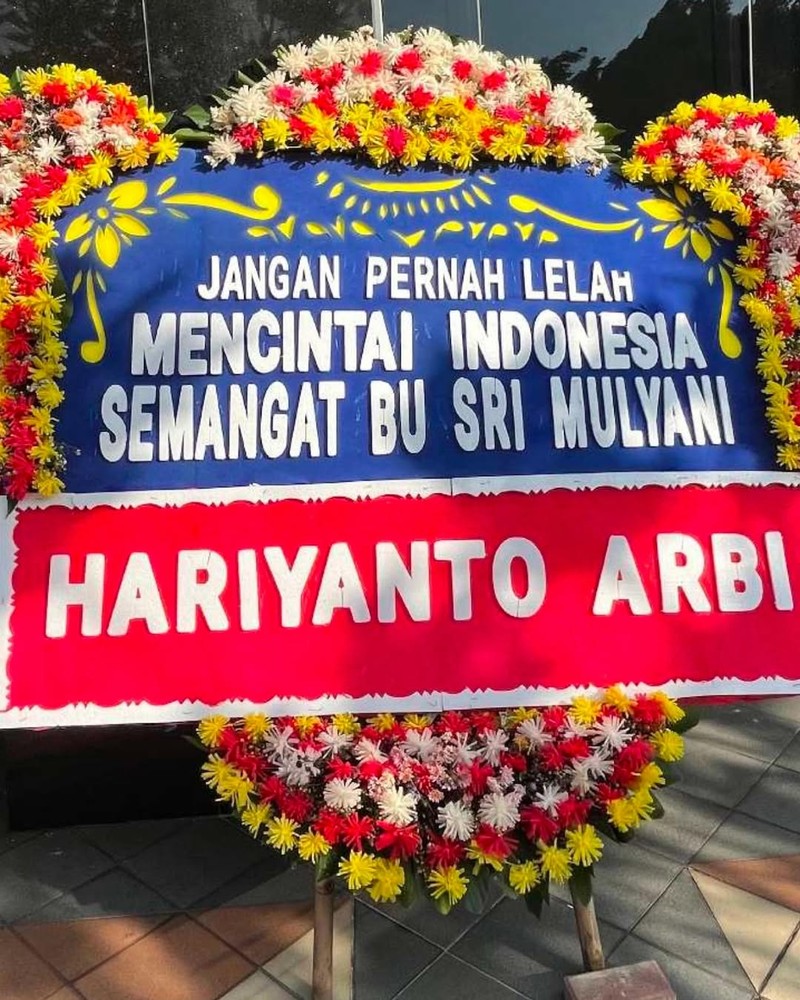 JANGAN PERNAH LELAH
MENCINTAI INDONESIA
SEMANGAT BU SRI MULYANI
HARIYANTO ARBI